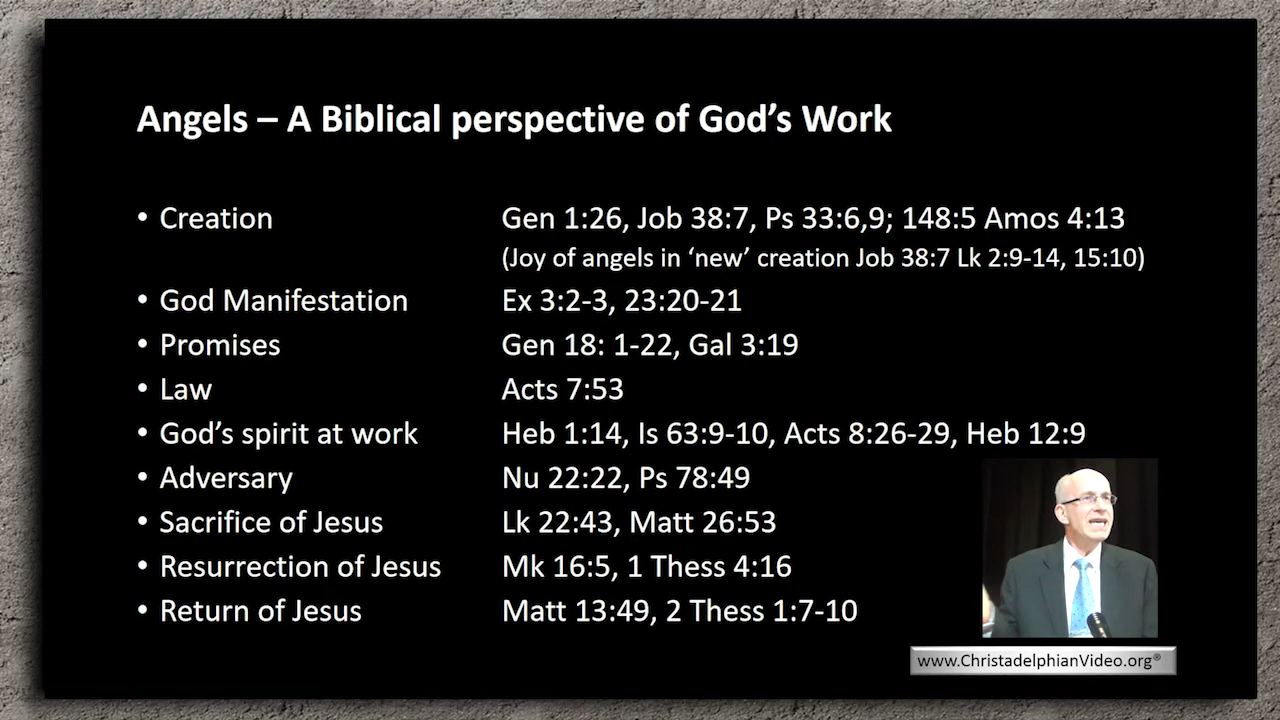 Angels – A Biblical perspective of God's Work
• Creation Gen 1:26, Job 38:7, Ps 33:6,9; 148:5 Amos 4:13
(Joy of angels in 'new' creation Job 38:7 Lk 2:9-14, 15:10)
• God Manifestation Ex 3:2-3, 23:20-21
• Promises Gen 18: 1-22, Gal 3:19
• Law Acts 7:53
• God's spirit at work Heb 1:14, Is 63:9-10, Acts 8:26-29, Heb 12:9
• Adversary Nu 22:22, Ps 78:49
• Sacrifice of Jesus Lk 22:43, Matt 26:53
• Resurrection of Jesus Mk 16:5, 1 Thess 4:16
• Return of Jesus Matt 13:49, 2 Thess 1:7-10
www.ChristadelphianVideo.org®